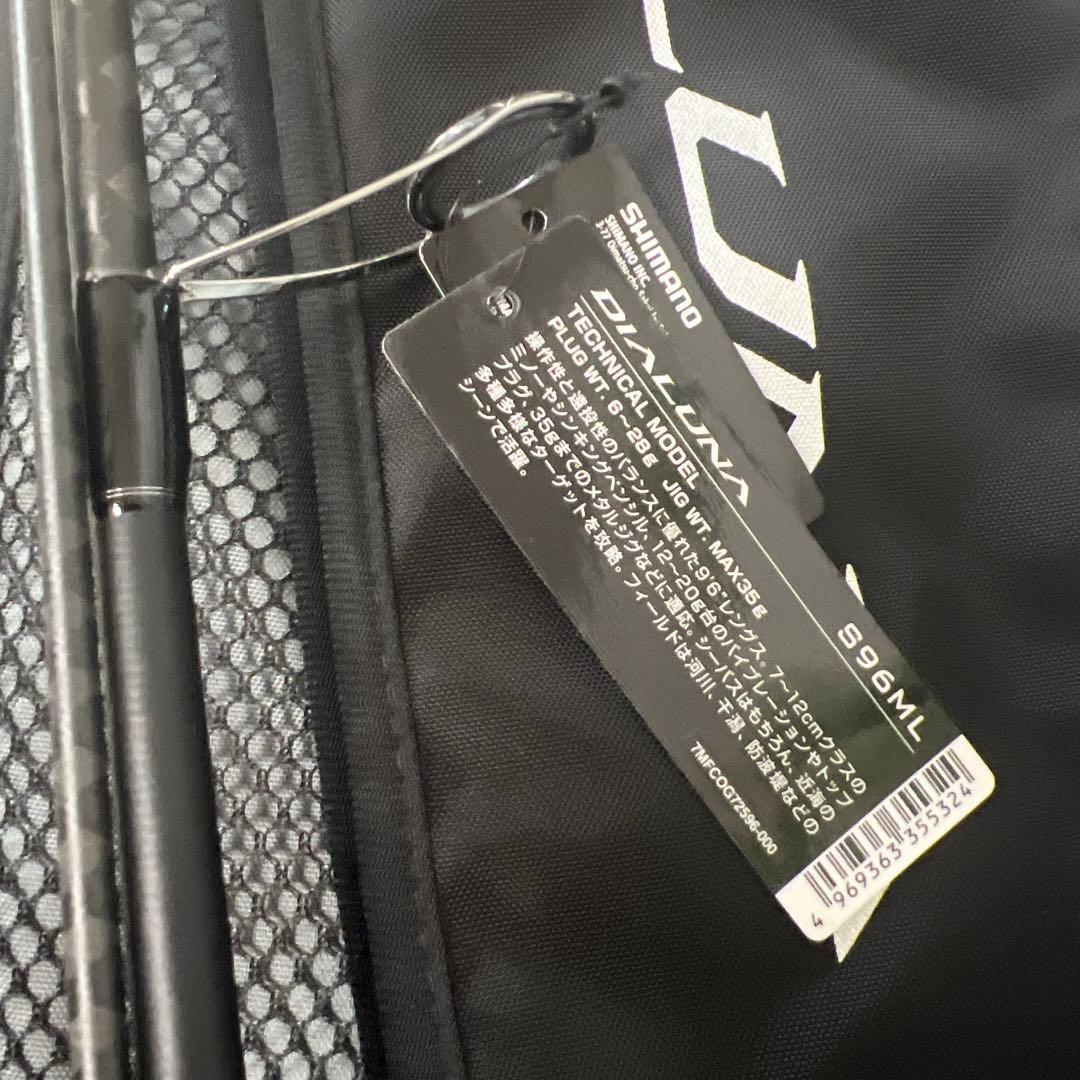 SHIMANO
SHIMANO INC.
DIALUNA
S96ML
TECHNICAL MODEL
PLUG WT. 6～28g JIG WT. MAX35g
操作性と遠投性のバランスに優れた9'6"レングス。7～12cmクラスの
ミノーやシンキングペンシル、12～20g台のバイブレーションやトップ
プラグ、35gまでのメタルジグなどに適応。シーバスはもちろん、近海の
多種多様なターゲットを攻略。フィールドは河川、干潟、防波堤などの
シーンで活躍。
7MFCOG72596-000
4 969363 355324